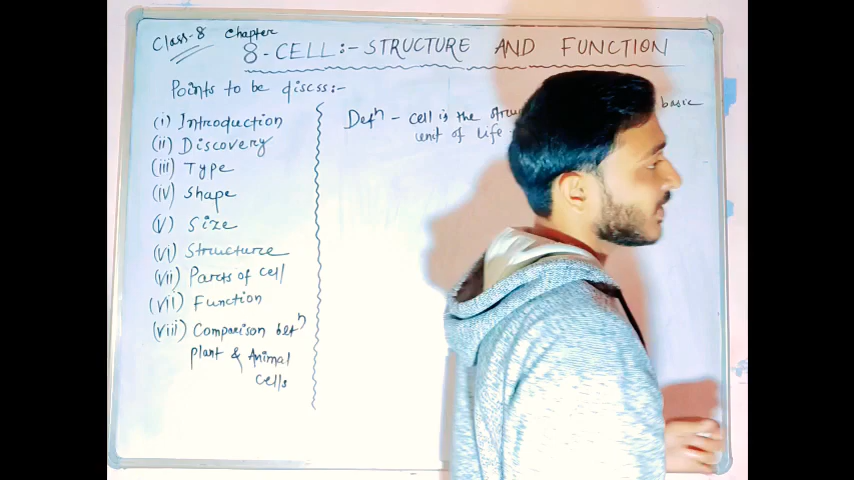 Class-8 Chapter
8-CELL:-STRUCTURE AND FUNCTION
Points to be discss:-
(i) Introduction
(ii) Discovery
(iii) Type
(iv) Shape
(V) Size
(VI) Structure
(vii) Parts of cell
(VII) Function
(viii) Comparison betⁿ
plant & Animal
cells
Defⁿ - cell is the basic
unit of life